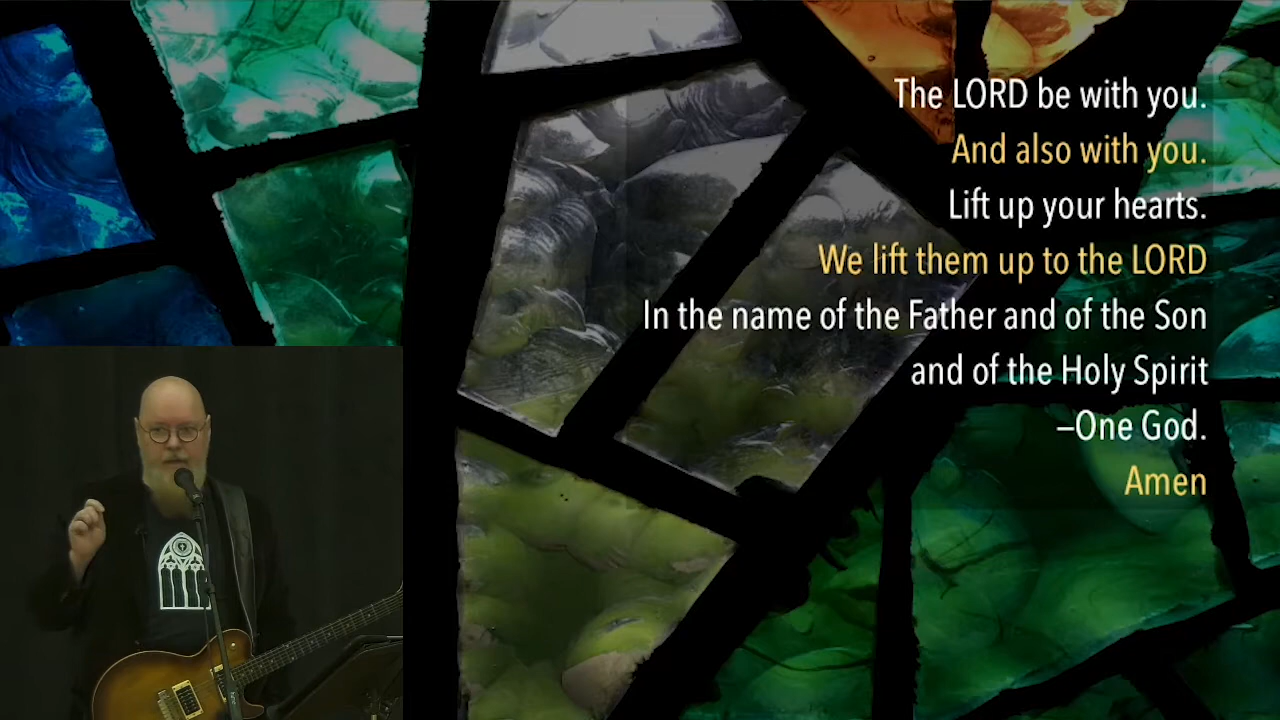 The LORD be with you.
And also with you.
Lift up your hearts.
We lift them up to the LORD
In the name of the Father and of the Son
and of the Holy Spirit
–One God.
Amen